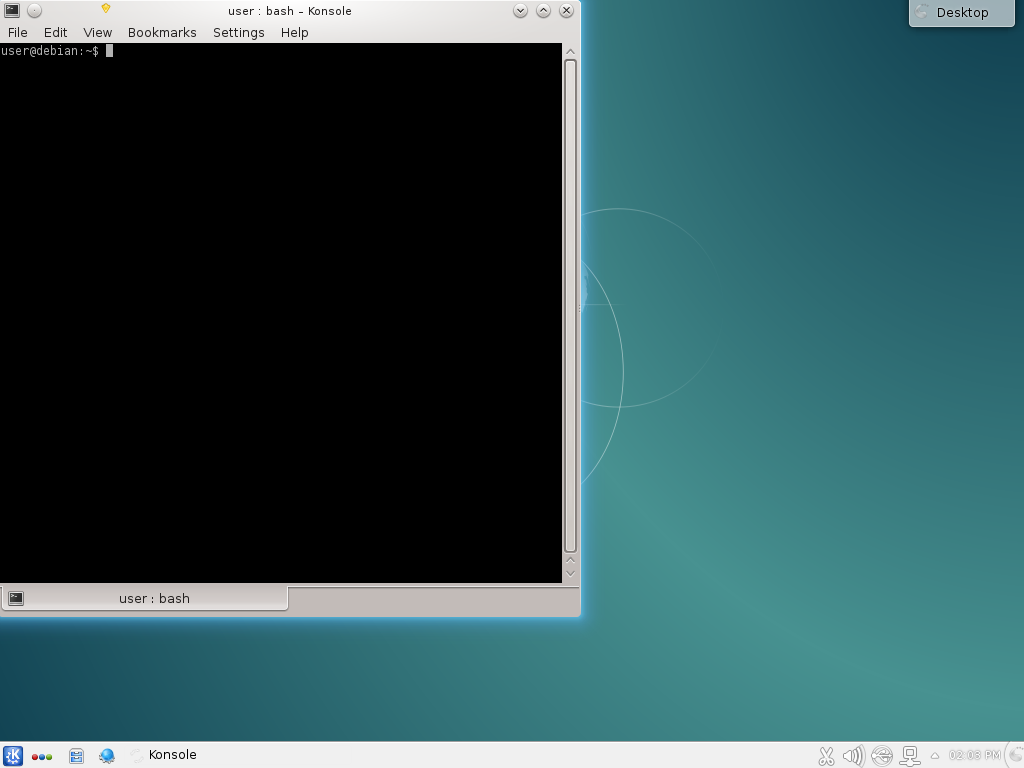 user : bash – Konsole
Desktop
File Edit View Bookmarks Settings Help
user@debian:~$
user : bash
Konsole
02:03 PM